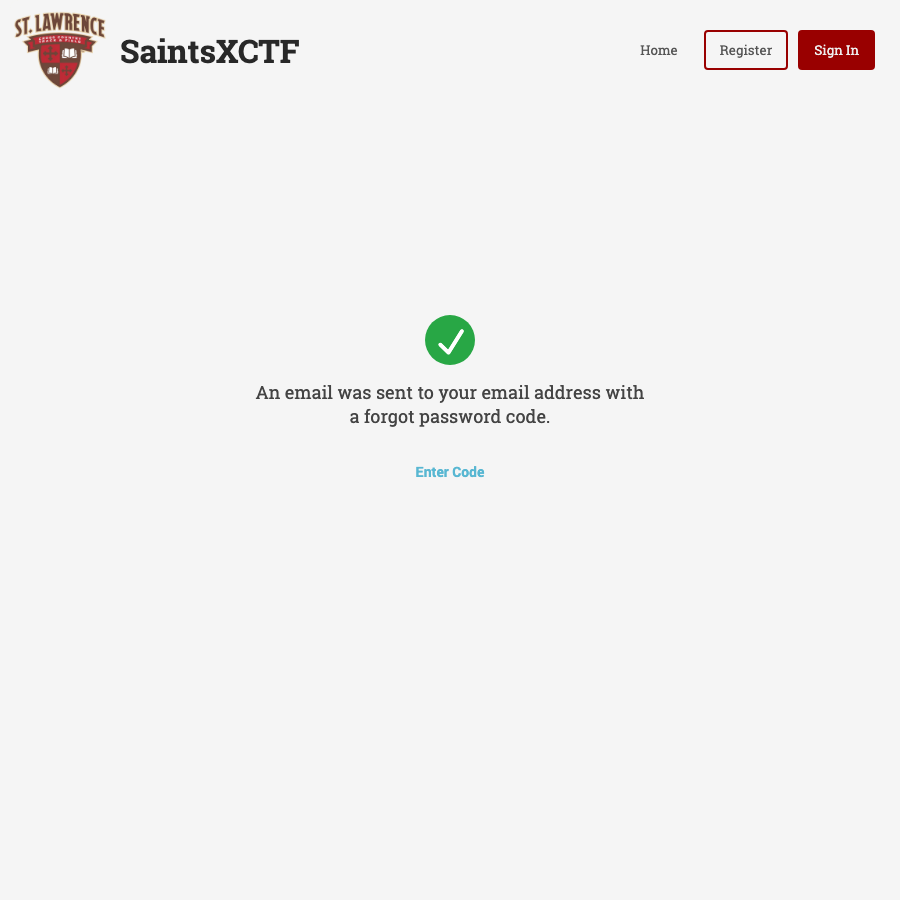 ST. LAWRENCE
SaintsXCTF
Home
Register
Sign In
An email was sent to your email address with
a forgot password code.
Enter Code